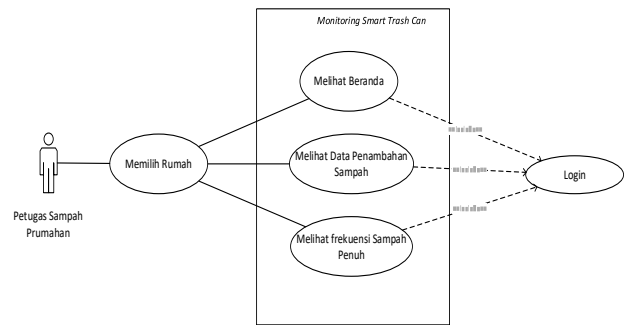 Monitoring Smart Trash Can
Melihat Beranda
Memilih Rumah
Melihat Data Penambahan
Sampah
Login
Petugas Sampah
Prumahan
Melihat frekuensi Sampah
Penuh